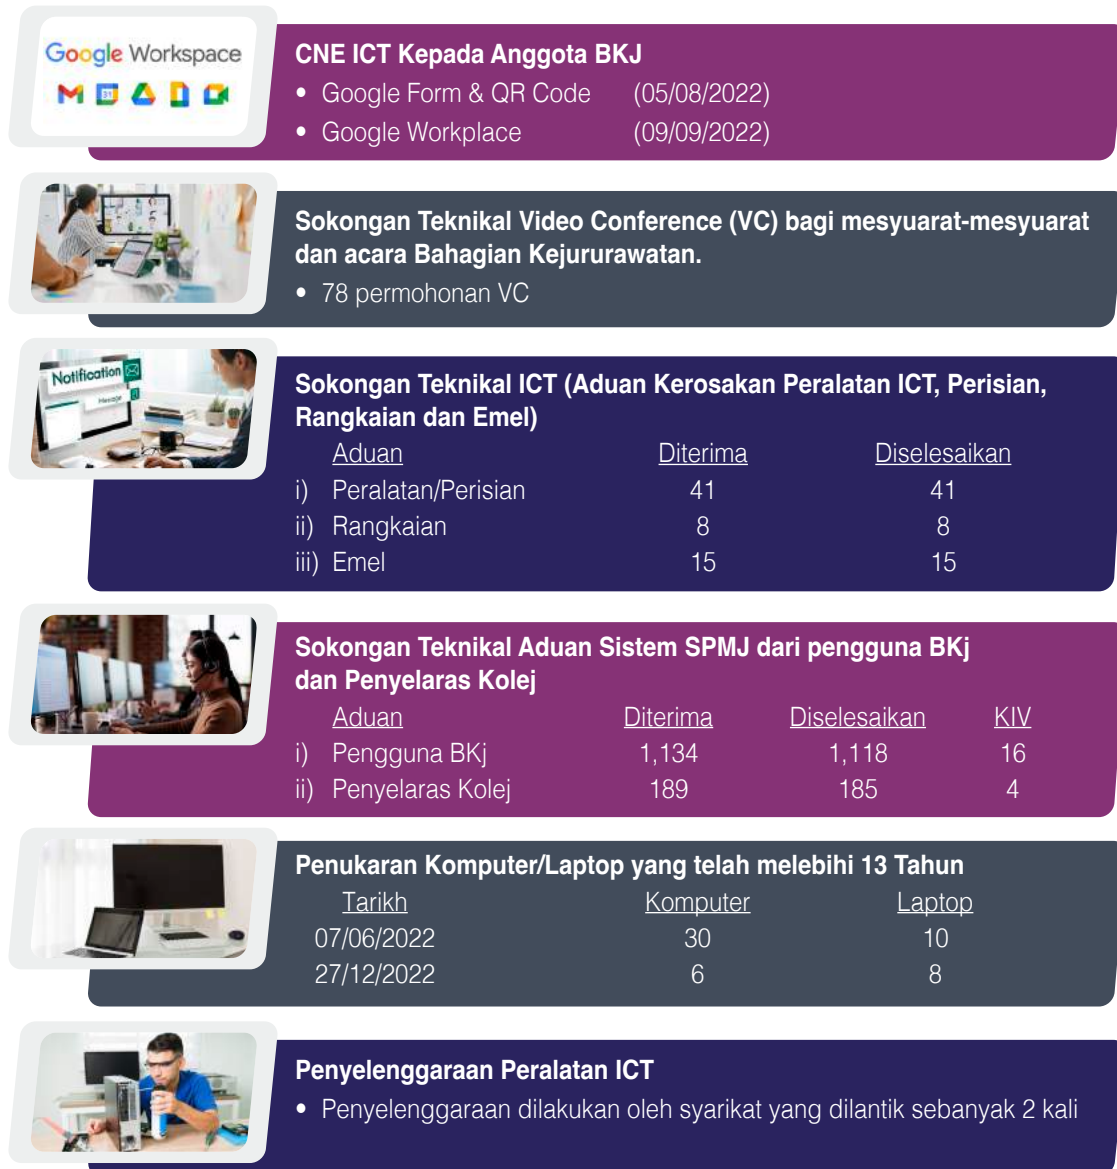 Google Workspace
31
CNE ICT Kepada Anggota BKJ
• Google Form & QR Code (05/08/2022)
• Google Workplace (09/09/2022)
Sokongan Teknikal Video Conference (VC) bagi mesyuarat-mesyuarat
dan acara Bahagian Kejururawatan.
• 78 permohonan VC
Notification
Message
Sokongan Teknikal ICT (Aduan Kerosakan Peralatan ICT, Perisian,
Rangkaian dan Emel)
Aduan Diterima Diselesaikan
i) Peralatan/Perisian 41 41
ii) Rangkaian 8 8
iii) Emel 15 15
Sokongan Teknikal Aduan Sistem SPMJ dari pengguna BKj
dan Penyelaras Kolej
Aduan Diterima Diselesaikan KIV
i) Pengguna BKj 1,134 1,118 16
ii) Penyelaras Kolej 189 185 4
Penukaran Komputer/Laptop yang telah melebihi 13 Tahun
Tarikh Komputer Laptop
07/06/2022 30 10
27/12/2022 6 8
Penyelenggaraan Peralatan ICT
• Penyelenggaraan dilakukan oleh syarikat yang dilantik sebanyak 2 kali